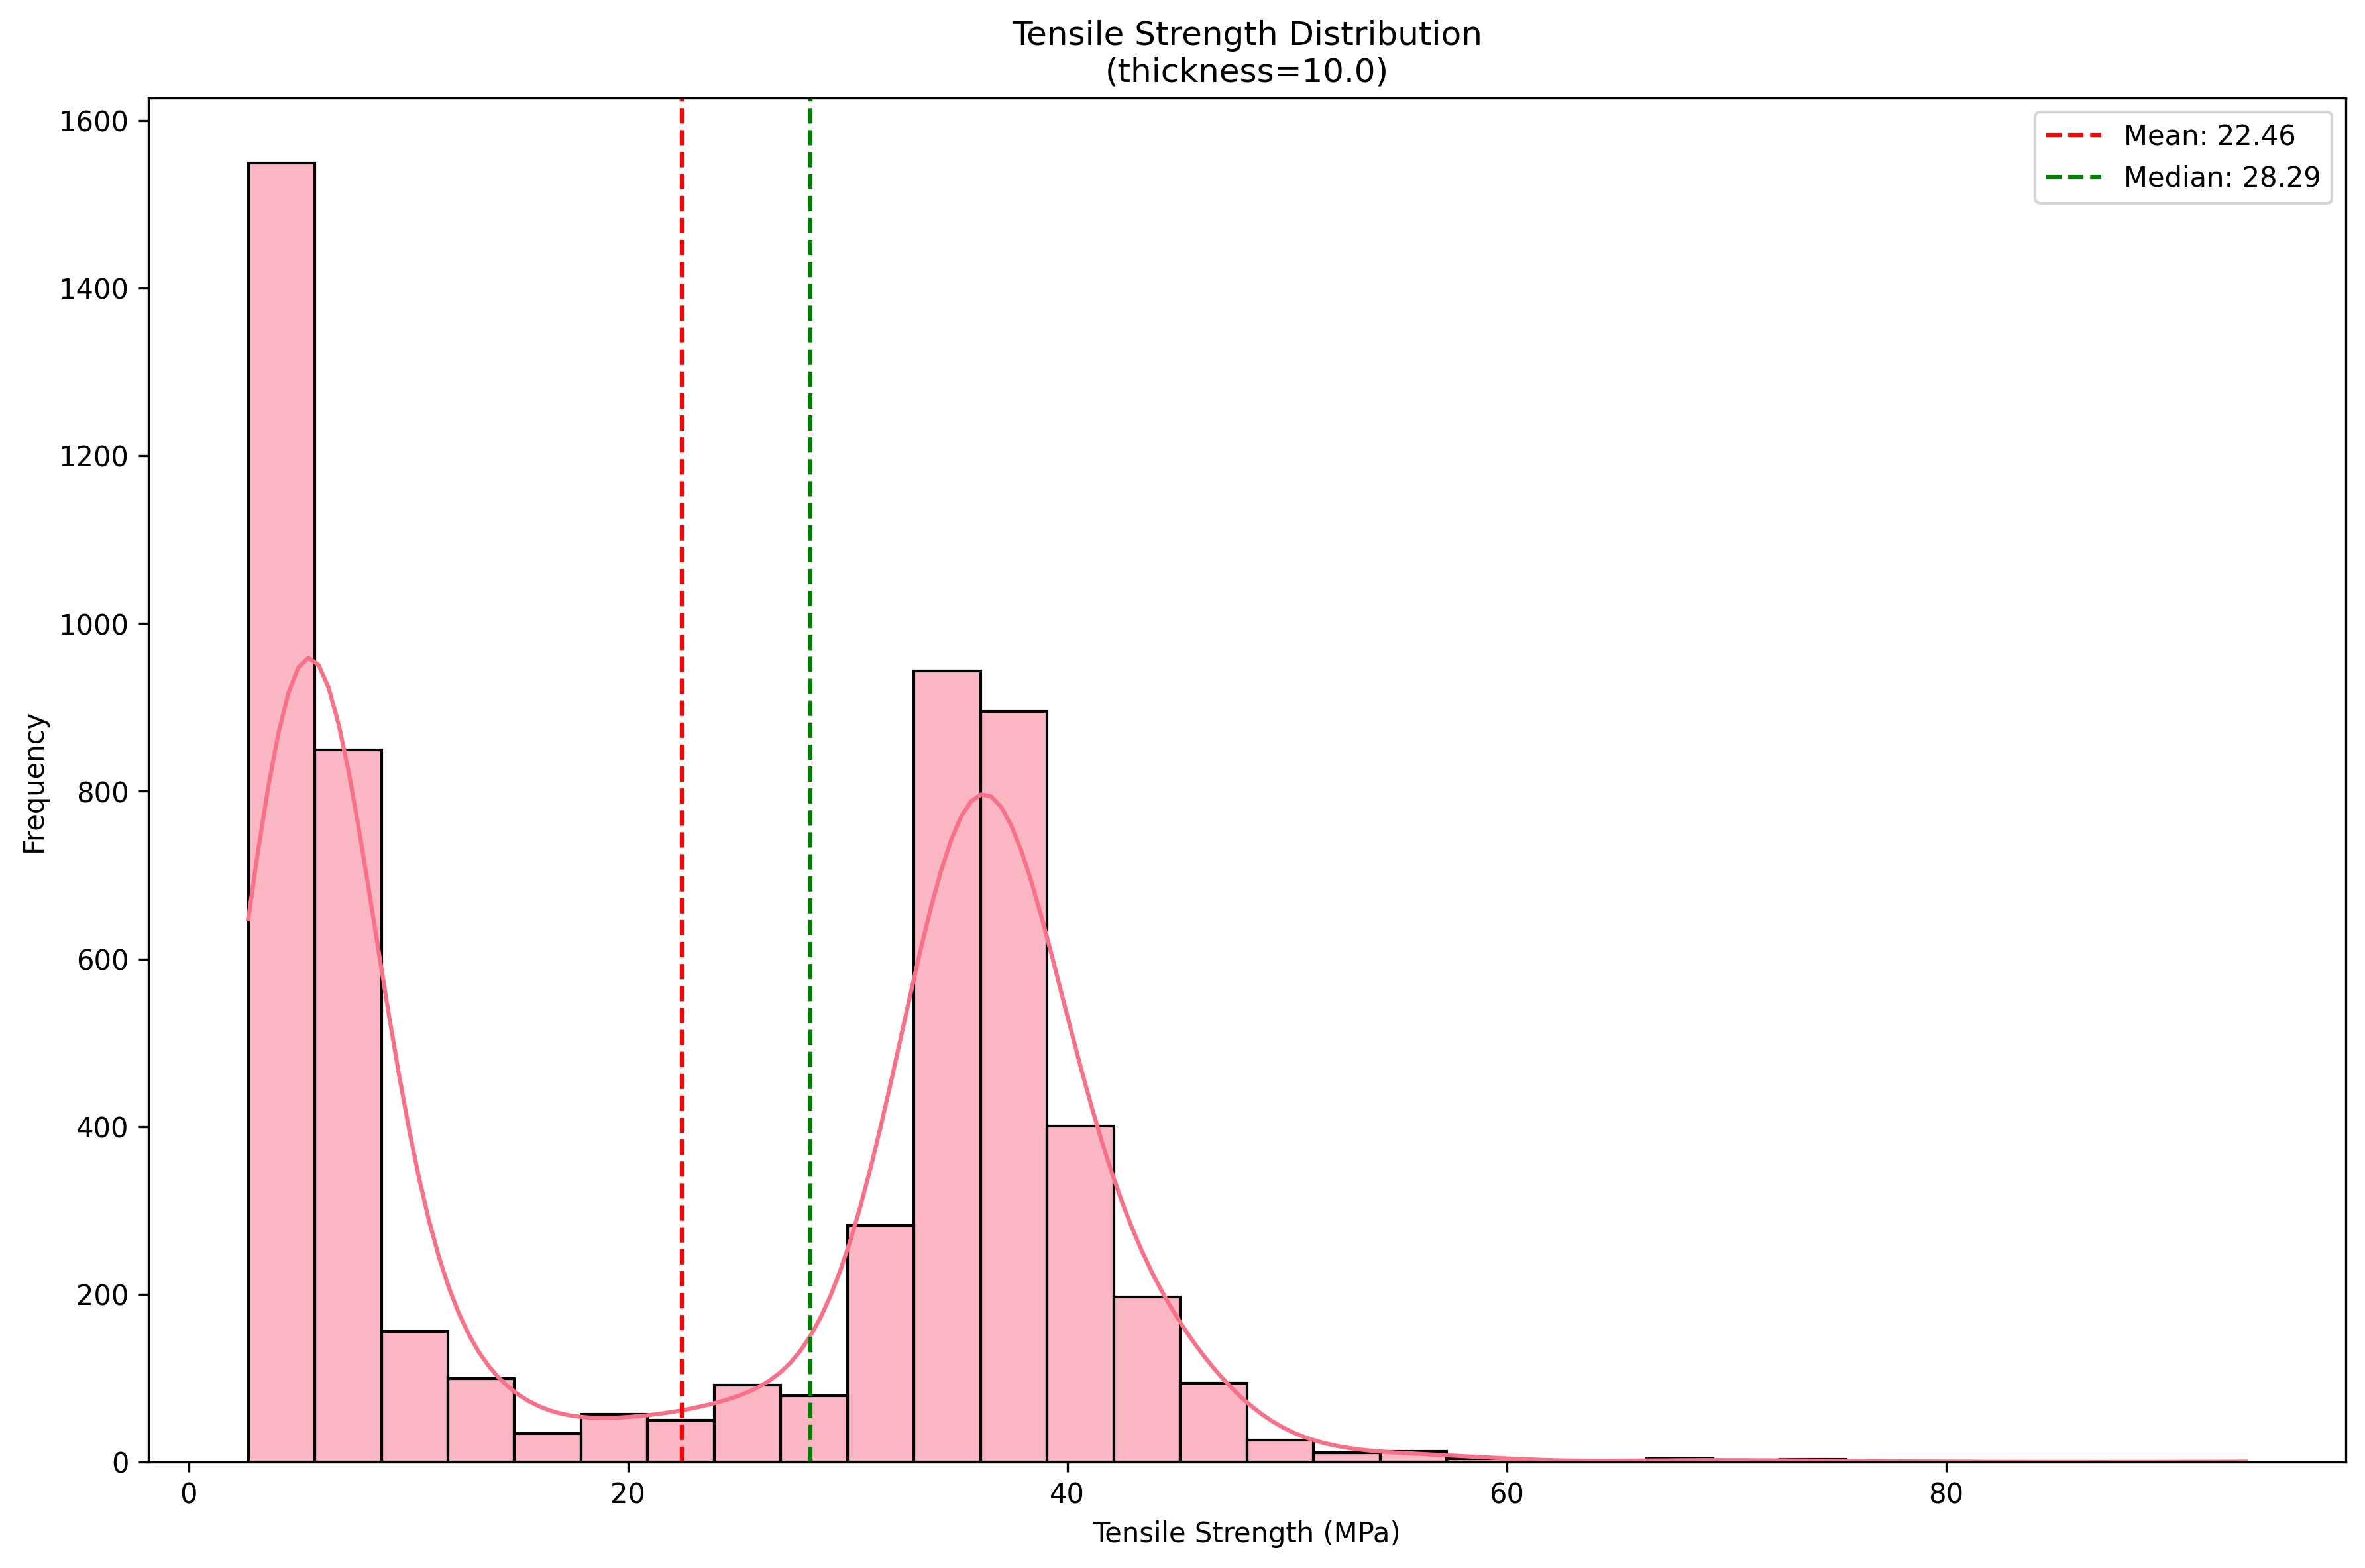 Tensile Strength Distribution
(thickness=10.0)
Mean: 22.46
Median: 28.29
1600
1400
1200
1000
800
600
400
200
0
Frequency
0 20 40 60 80
Tensile Strength (MPa)